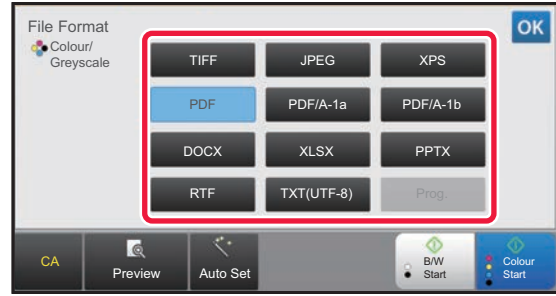 File Format
OK
Colour/
Greyscale
TIFF
JPEG
XPS
PDF
PDF/A-1a
PDF/A-1b
DOCX
XLSX
PPTX
RTF
TXT(UTF-8)
Prog.
CA
Preview
Auto Set
B/W
Start
Colour
Start